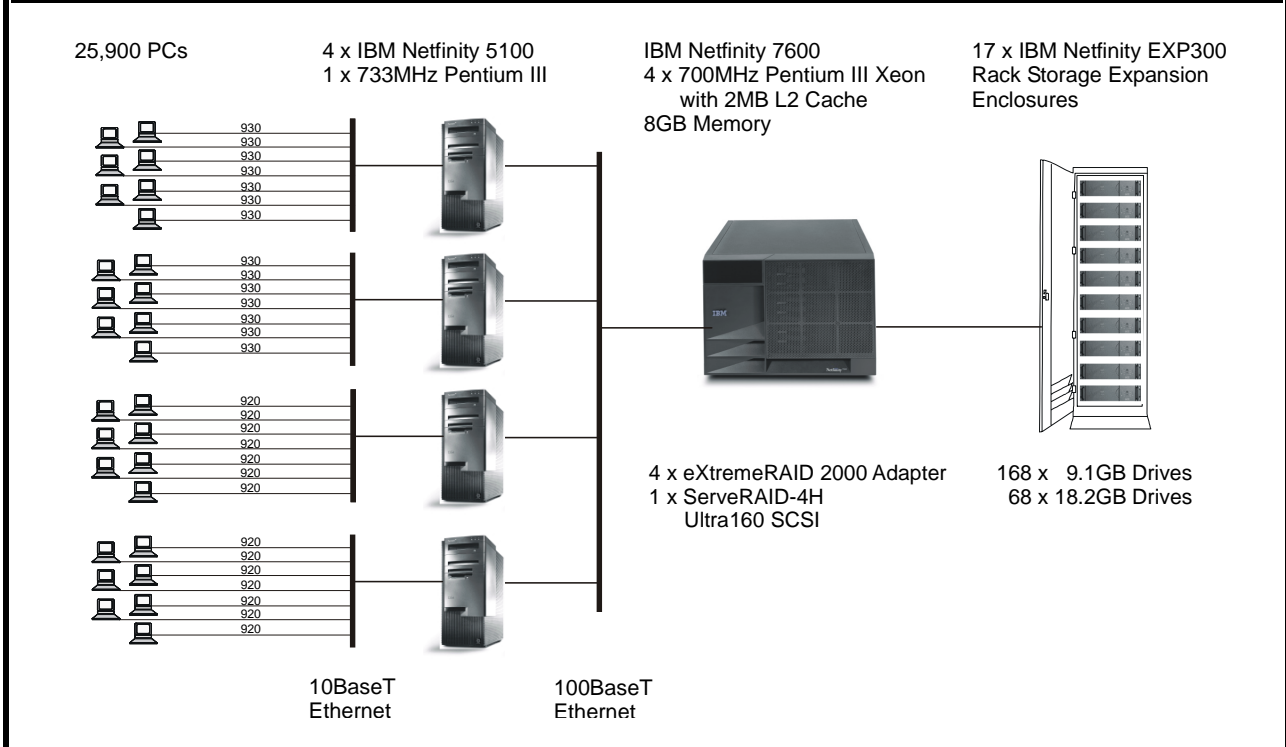 25,900 PCs
4 x IBM Netfinity 5100
1 x 733MHz Pentium III
IBM Netfinity 7600
4 x 700MHz Pentium III Xeon
with 2MB L2 Cache
8GB Memory
17 x IBM Netfinity EXP300
Rack Storage Expansion
Enclosures
930
930
930
930
930
930
930
930
930
930
930
930
930
930
IBM
920
920
920
920
920
920
920
920
920
920
920
920
920
920
4 x eXtremeRAID 2000 Adapter
1 x ServeRAID-4H
Ultra160 SCSI
168 x 9.1GB Drives
68 x 18.2GB Drives
10BaseT
Ethernet
100BaseT
Ethernet